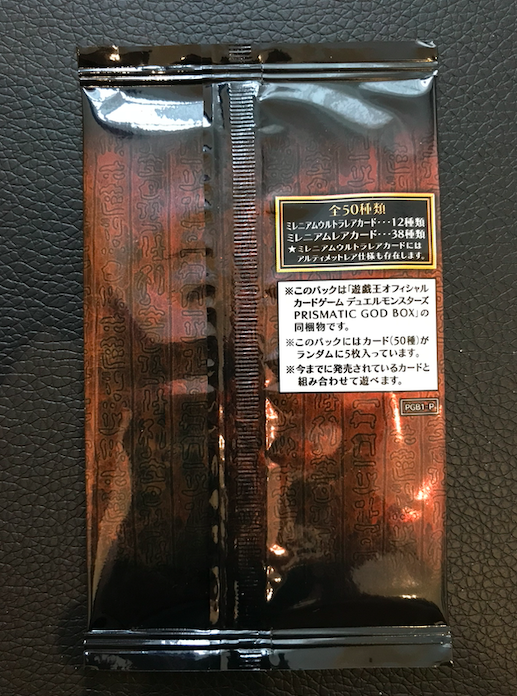 全50種類
ミレニアムウルトラレアカード･･･12種類
ミレニアムレアカード･･･38種類
★ミレニアムウルトラレアカードには
アルティメットレア仕様も存在します。
※このパックは「遊戯王オフィシャル
カードゲーム デュエルモンスターズ
PRISMATIC GOD BOX」の
同梱物です。
※このパックにはカード(50種)が
ランダムに5枚入っています。
※今までに発売されているカードと
組み合わせて遊べます。
PGB1-P